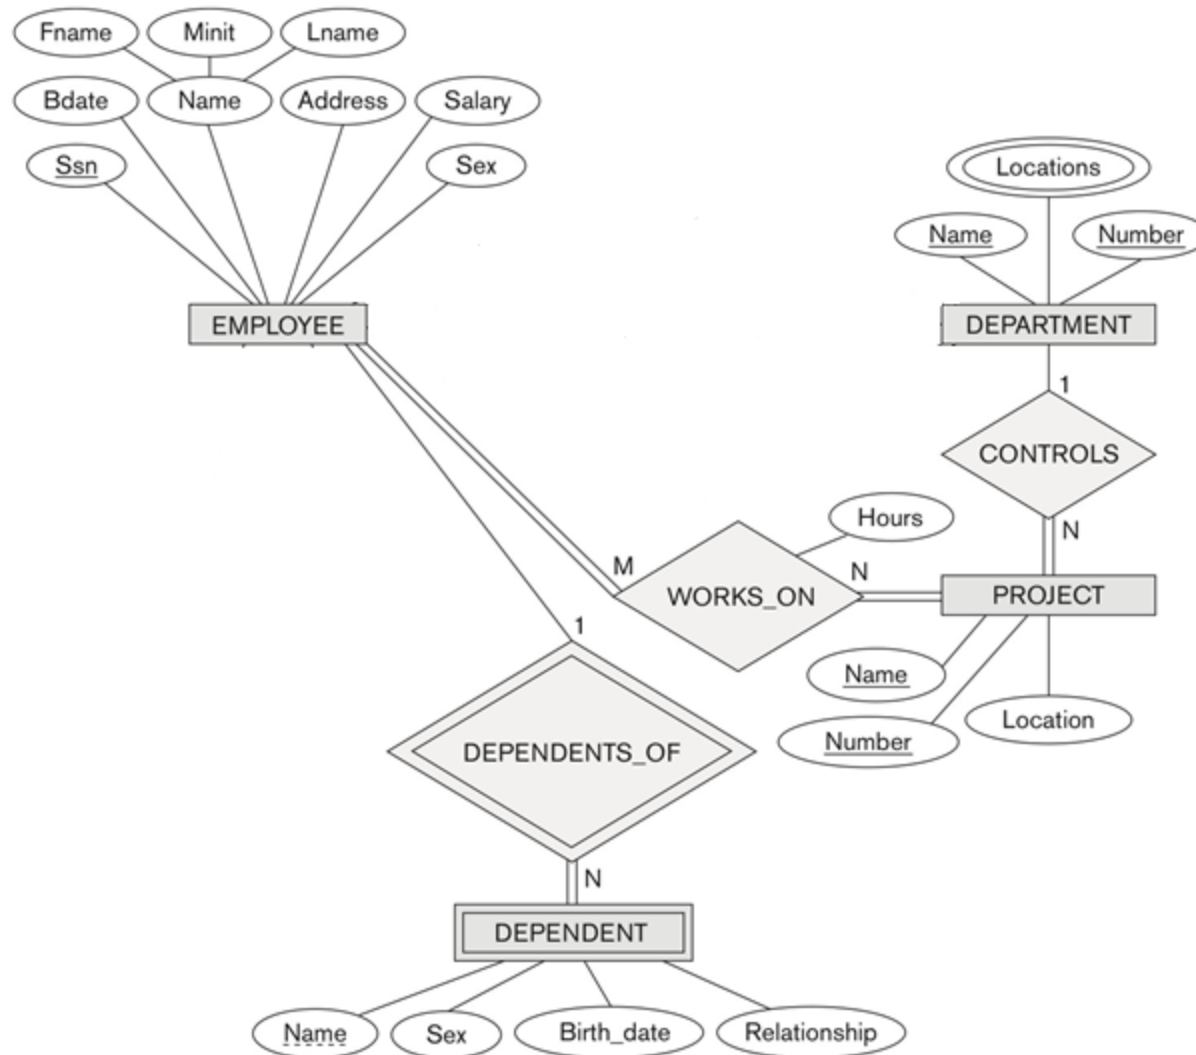 Fname
Minit
Lname
Bdate
Name
Address
Salary
Ssn
Sex
Locations
Name
Number
EMPLOYEE
DEPARTMENT
1
CONTROLS
N
Hours
M
WORKS_ON
N
PROJECT
1
Name
Location
Number
DEPENDENTS_OF
N
DEPENDENT
Name
Sex
Birth_date
Relationship